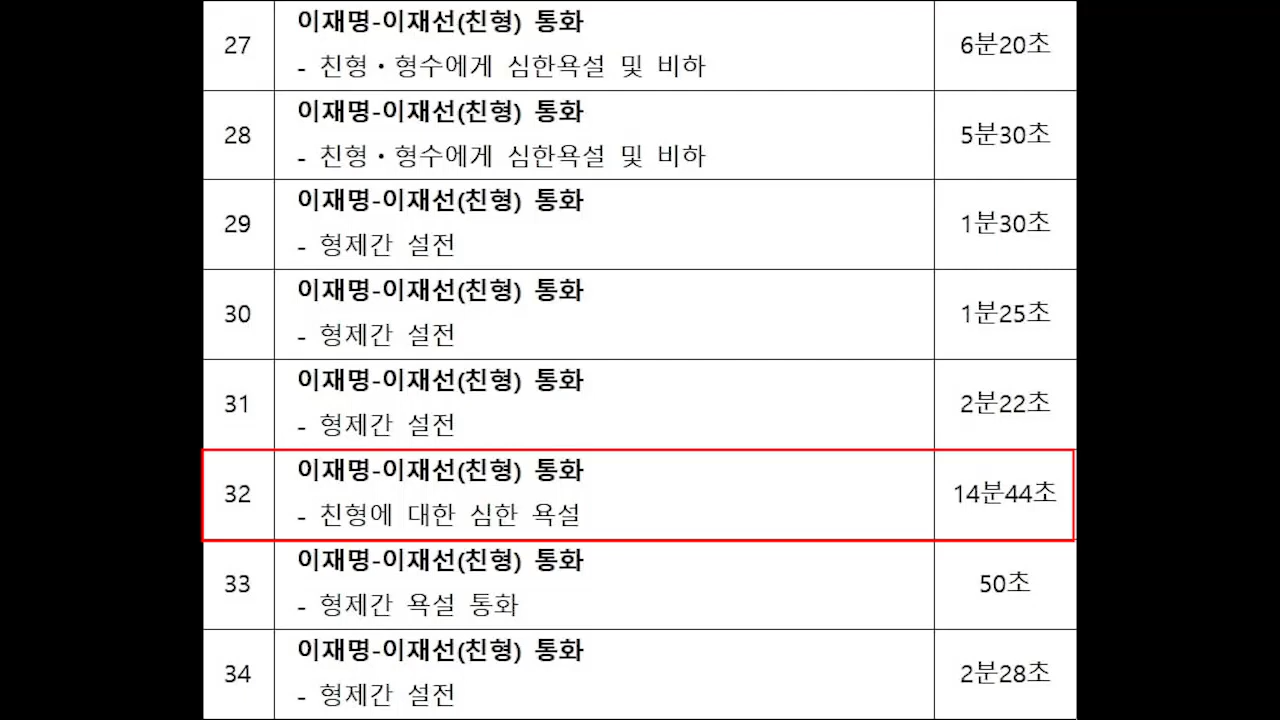 27
이재명-이재선(친형) 통화
- 친형·형수에게 심한욕설 및 비하
6분20초
28
이재명-이재선(친형) 통화
- 친형·형수에게 심한욕설 및 비하
5분30초
29
이재명-이재선(친형) 통화
- 형제간 설전
1분30초
30
이재명-이재선(친형) 통화
- 형제간 설전
1분25초
31
이재명-이재선(친형) 통화
- 형제간 설전
2분22초
32
이재명-이재선(친형) 통화
- 친형에 대한 심한 욕설
14분44초
33
이재명-이재선(친형) 통화
- 형제간 욕설 통화
50초
34
이재명-이재선(친형) 통화
- 형제간 설전
2분28초